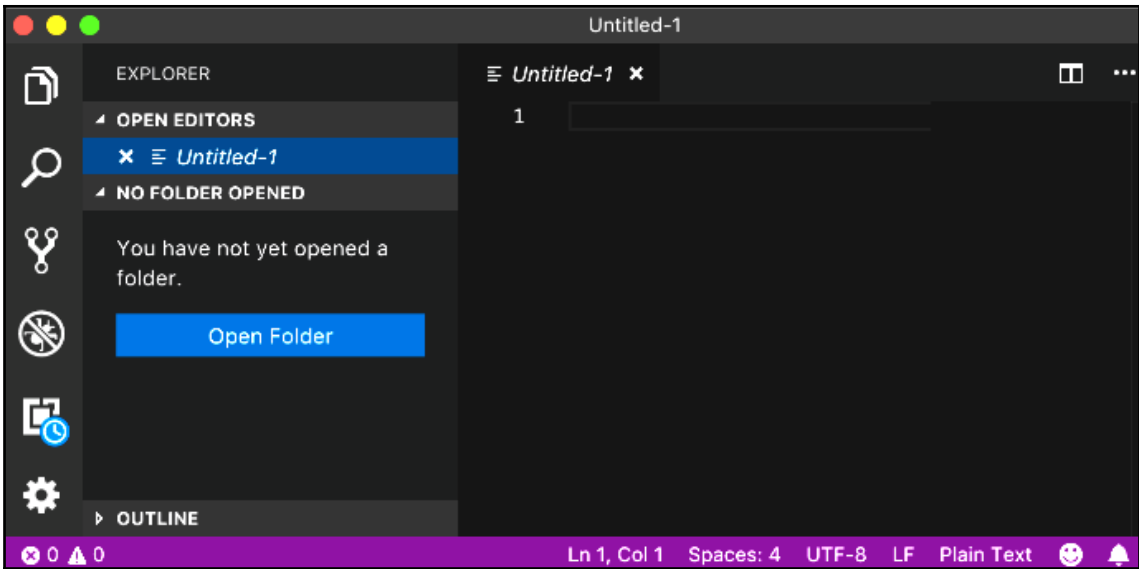 Untitled-1
EXPLORER
OPEN EDITORS
Untitled-1
NO FOLDER OPENED
You have not yet opened a
folder.
Open Folder
OUTLINE
Untitled-1
1
0 0
Ln 1, Col 1 Spaces: 4 UTF-8 LF Plain Text